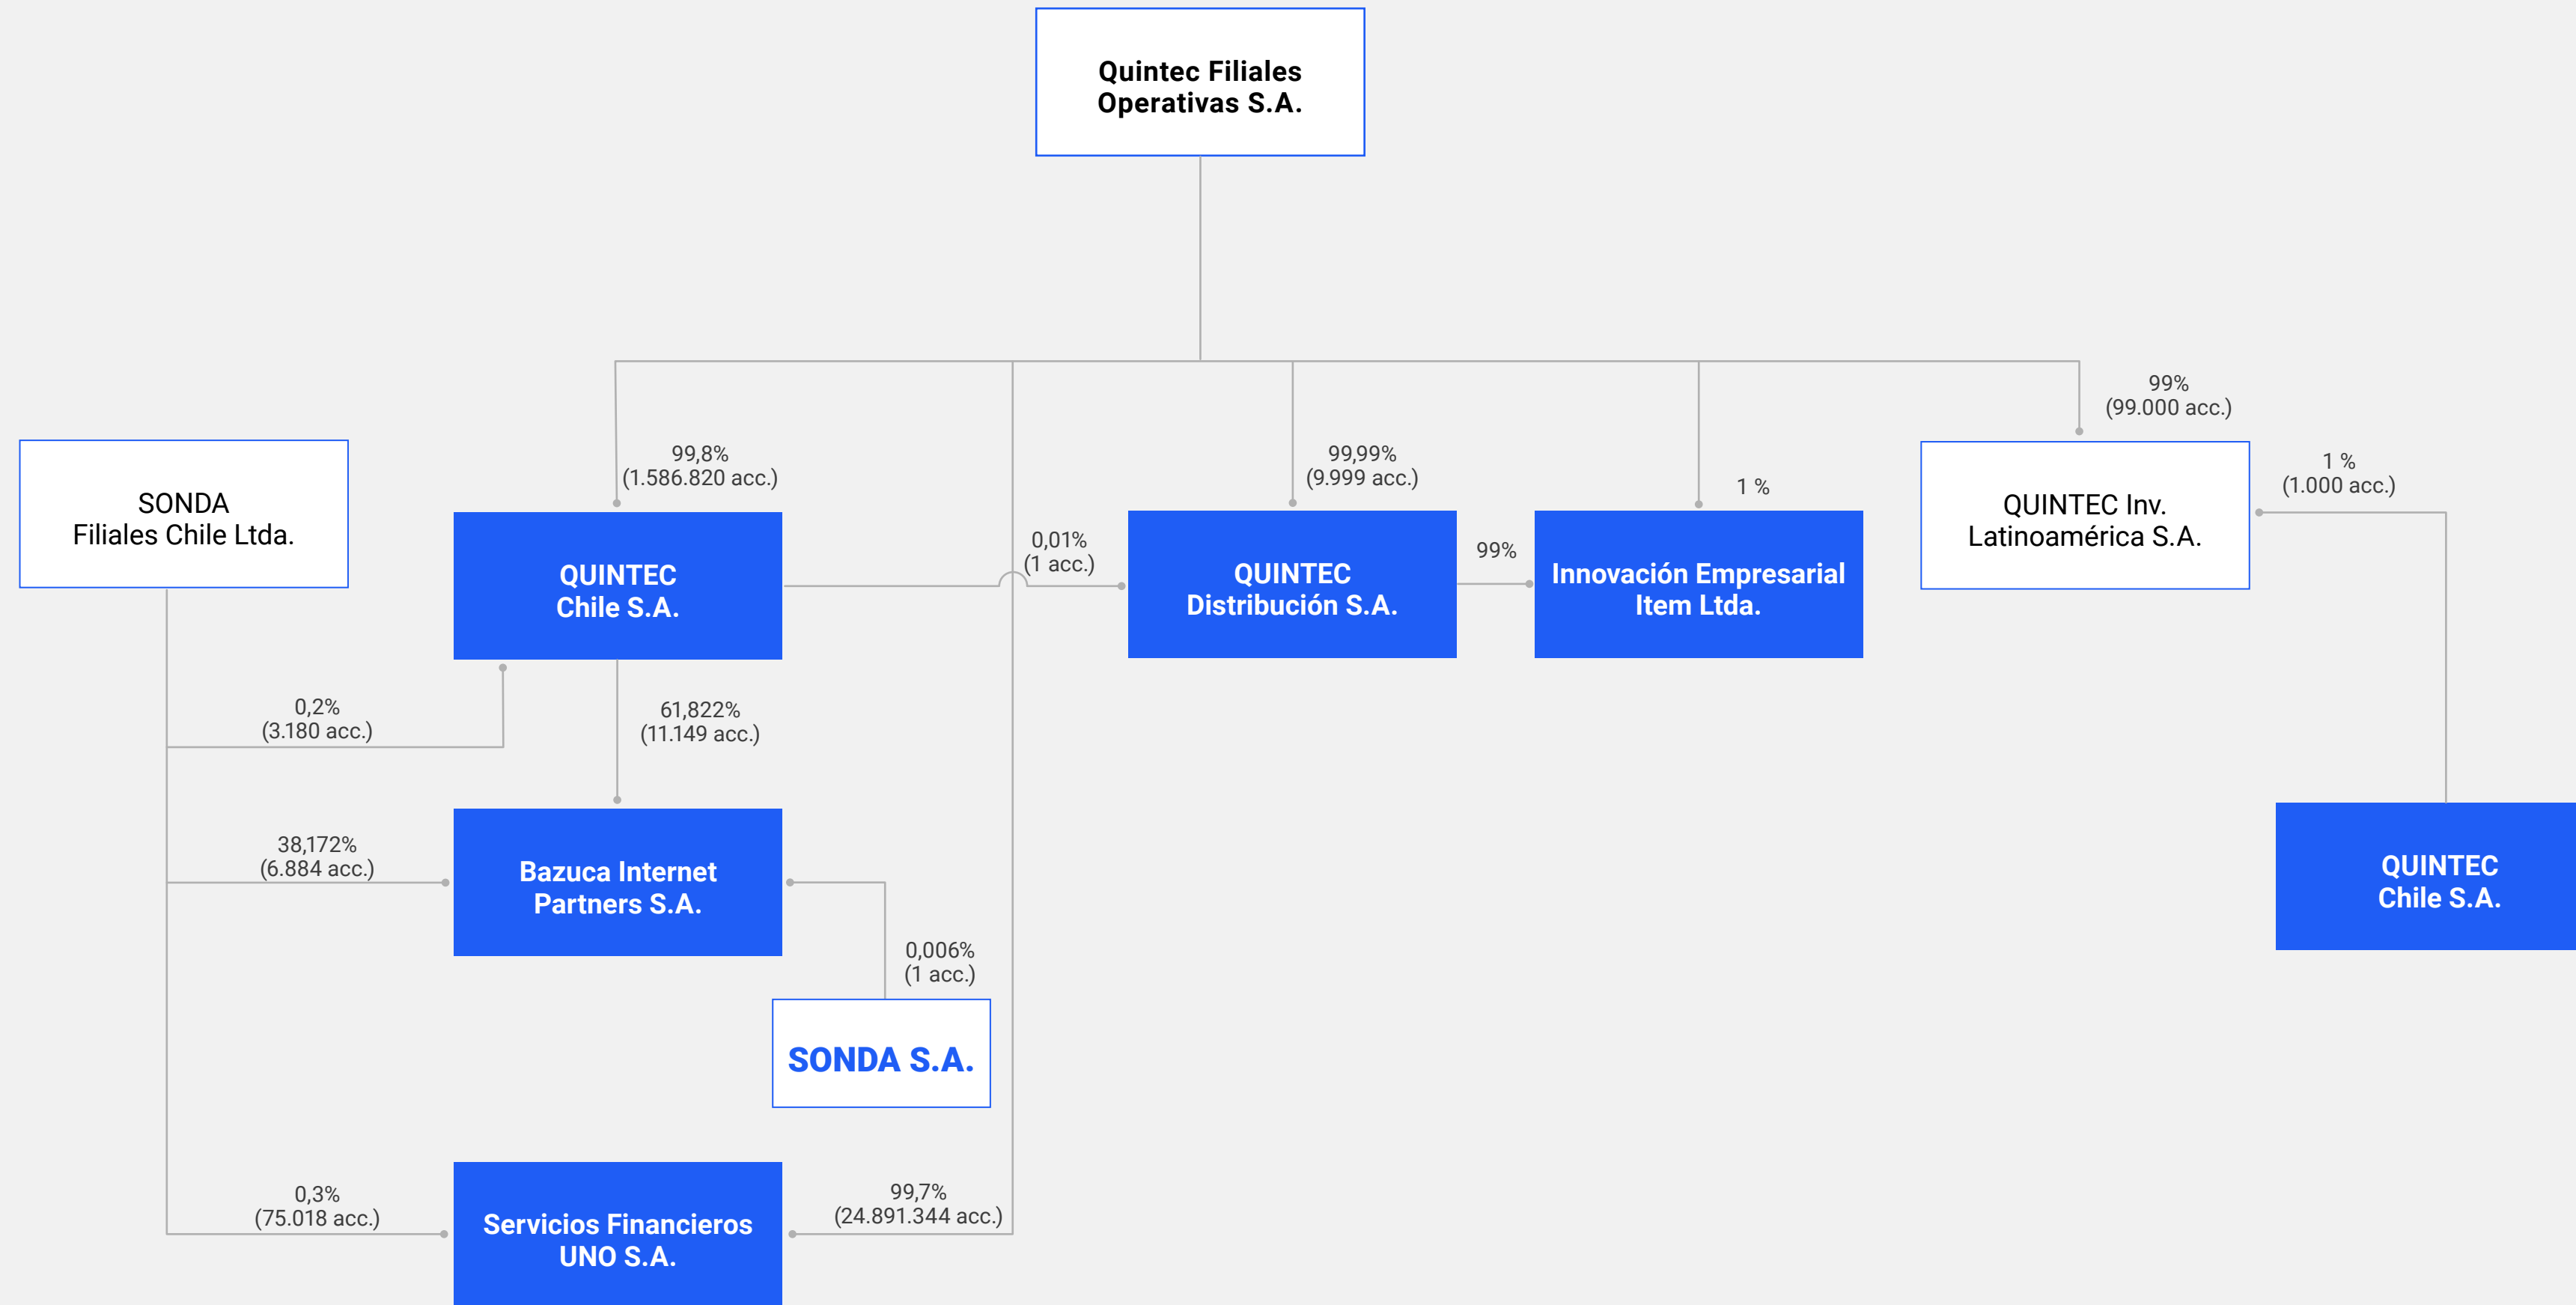 Quintec Filiales
Operativas S.A.
99%
(99.000 acc.)
99,8%
(1.586.820 acc.)
99,99%
(9.999 acc.)
1 %
1 %
(1.000 acc.)
SONDA
Filiales Chile Ltda.
QUINTEC
Chile S.A.
0,01%
(1 acc.)
QUINTEC
Distribución S.A.
99%
Innovación Empresarial
Item Ltda.
QUINTEC Inv.
Latinoamérica S.A.
0,2%
(3.180 acc.)
61,822%
(11.149 acc.)
38,172%
(6.884 acc.)
Bazuca Internet
Partners S.A.
QUINTEC
Chile S.A.
0,006%
(1 acc.)
SONDA S.A.
0,3%
(75.018 acc.)
Servicios Financieros
UNO S.A.
99,7%
(24.891.344 acc.)